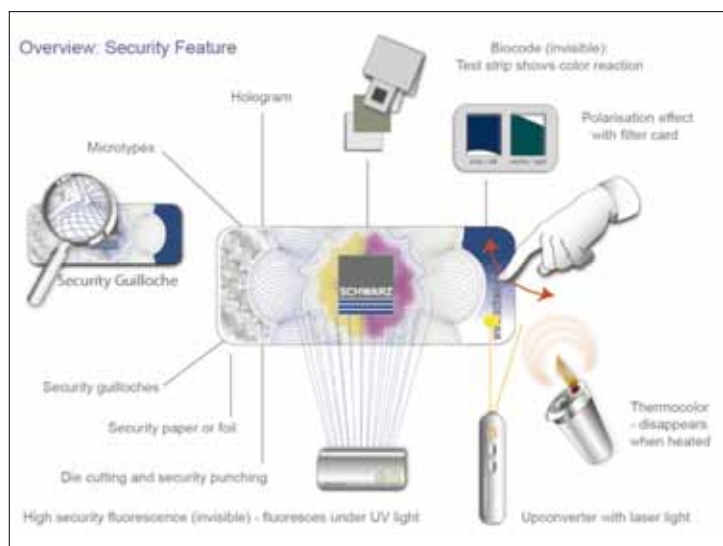 Overview: Security Feature
Biocode (invisible):
Test strip shows color reaction
Hologram
Polarisation effect
with filter card
Microtypes
Security Guilloche
SCHWARZ
Security guilloches
Security paper or foil
Thermocolor
- disappears
when heated
Die cutting and security punching
High security fluorescence (invisible) - fluoresces under UV light
Upconverter with laser light